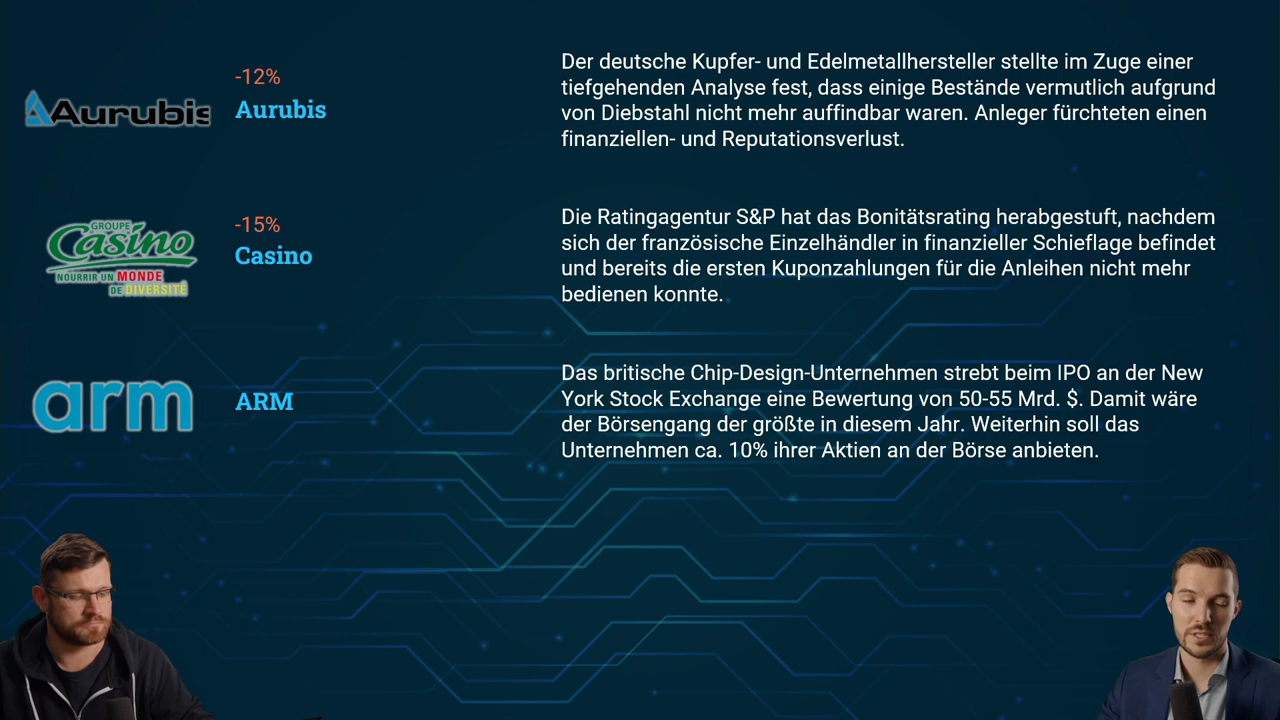 Aurubis
-12%
Aurubis
Der deutsche Kupfer- und Edelmetallhersteller stellte im Zuge einer
tiefgehenden Analyse fest, dass einige Bestände vermutlich aufgrund
von Diebstahl nicht mehr auffindbar waren. Anleger fürchteten einen
finanziellen- und Reputationsverlust.
GROUPE
Casino
NOURRIR UN MONDE
DE DIVERSITÉ
-15%
Casino
Die Ratingagentur S&P hat das Bonitätsrating herabgestuft, nachdem
sich der französische Einzelhändler in finanzieller Schieflage befindet
und bereits die ersten Kuponzahlungen für die Anleihen nicht mehr
bedienen konnte.
arm
ARM
Das britische Chip-Design-Unternehmen strebt beim IPO an der New
York Stock Exchange eine Bewertung von 50-55 Mrd. $. Damit wäre
der Börsengang der größte in diesem Jahr. Weiterhin soll das
Unternehmen ca. 10% ihrer Aktien an der Börse anbieten.